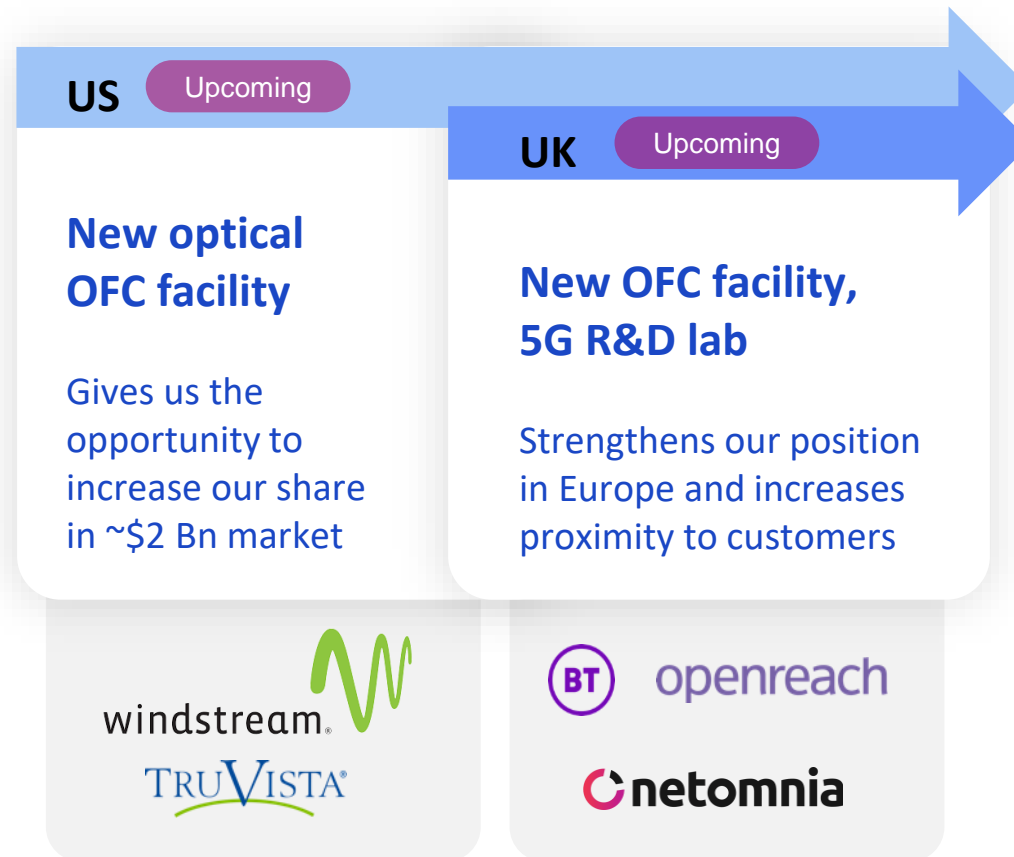 US
Upcoming
New optical
OFC facility
Gives us the
opportunity to
increase our share
in ~$2 Bn market
windstream®
TRUVISTA®
UK
Upcoming
New OFC facility,
5G R&D lab
Strengthens our position
in Europe and increases
proximity to customers
BT
openreach
netomnia